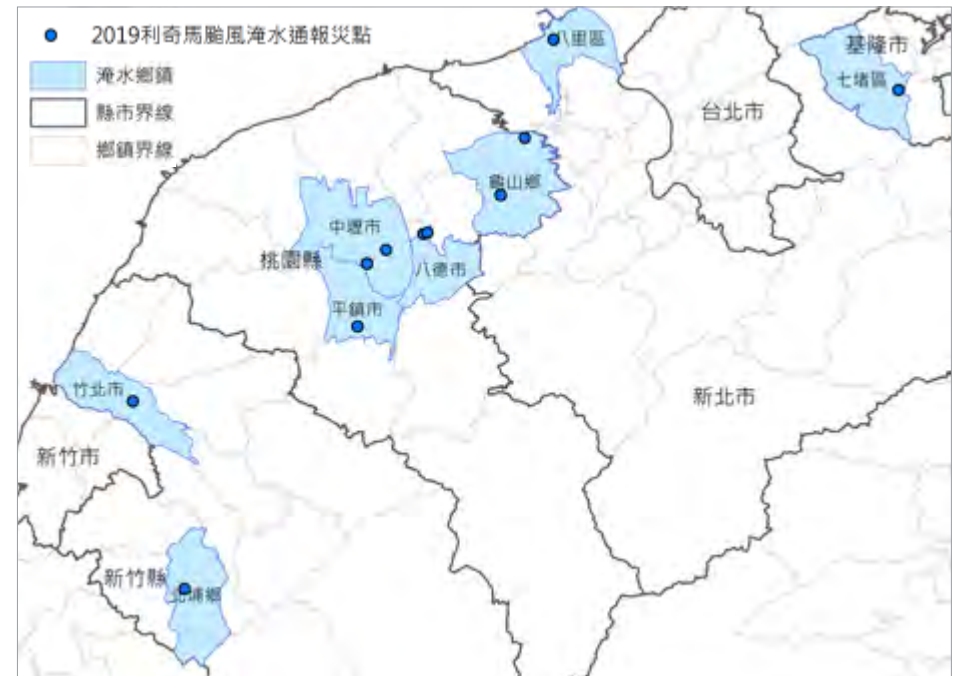 2019利奇馬颱風淹水通報災點
淹水鄉鎮
縣市界線
鄉鎮界線
八里區
基隆市
七堵區
台北市
龜山鄉
中壢市
桃園縣
八德市
平鎮市
竹北市
新北市
新竹市
新竹縣
北埔鄉